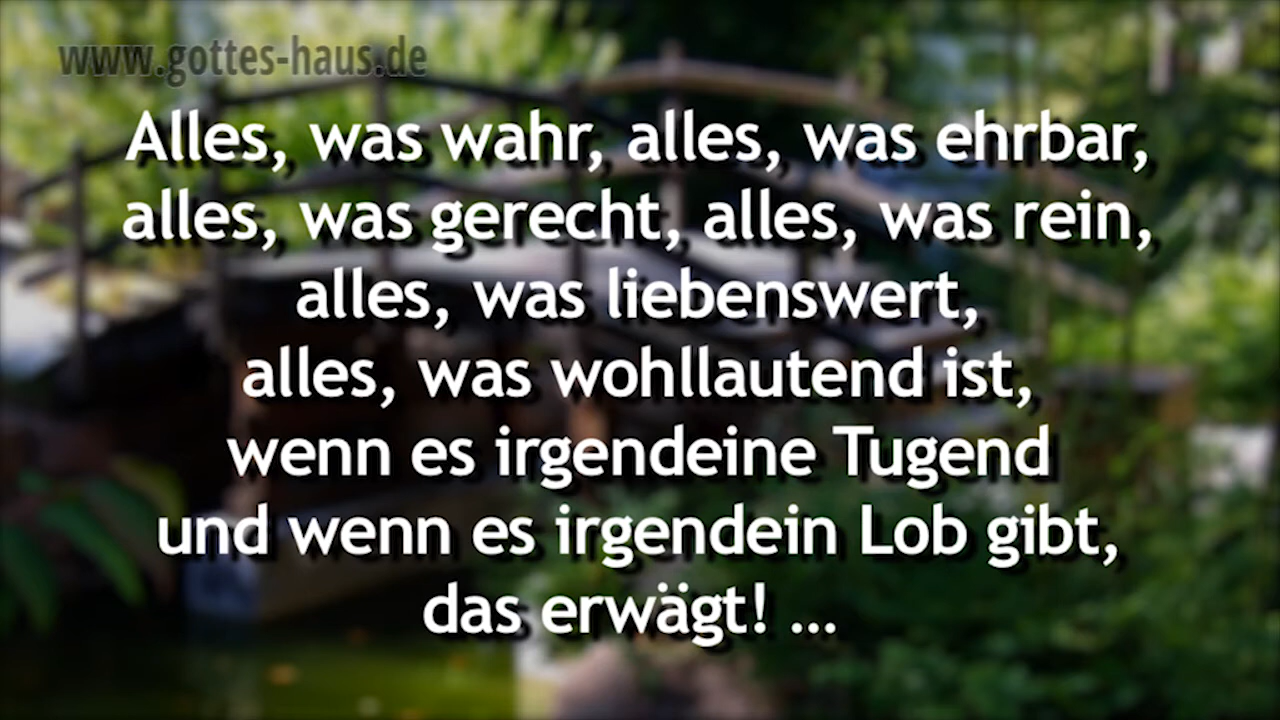 www.gottes-haus.de
Alles, was wahr, alles, was ehrbar,
alles, was gerecht, alles, was rein,
alles, was liebenswert,
alles, was wohllautend ist,
wenn es irgendeine Tugend
und wenn es irgendein Lob gibt,
das erwägt! ...